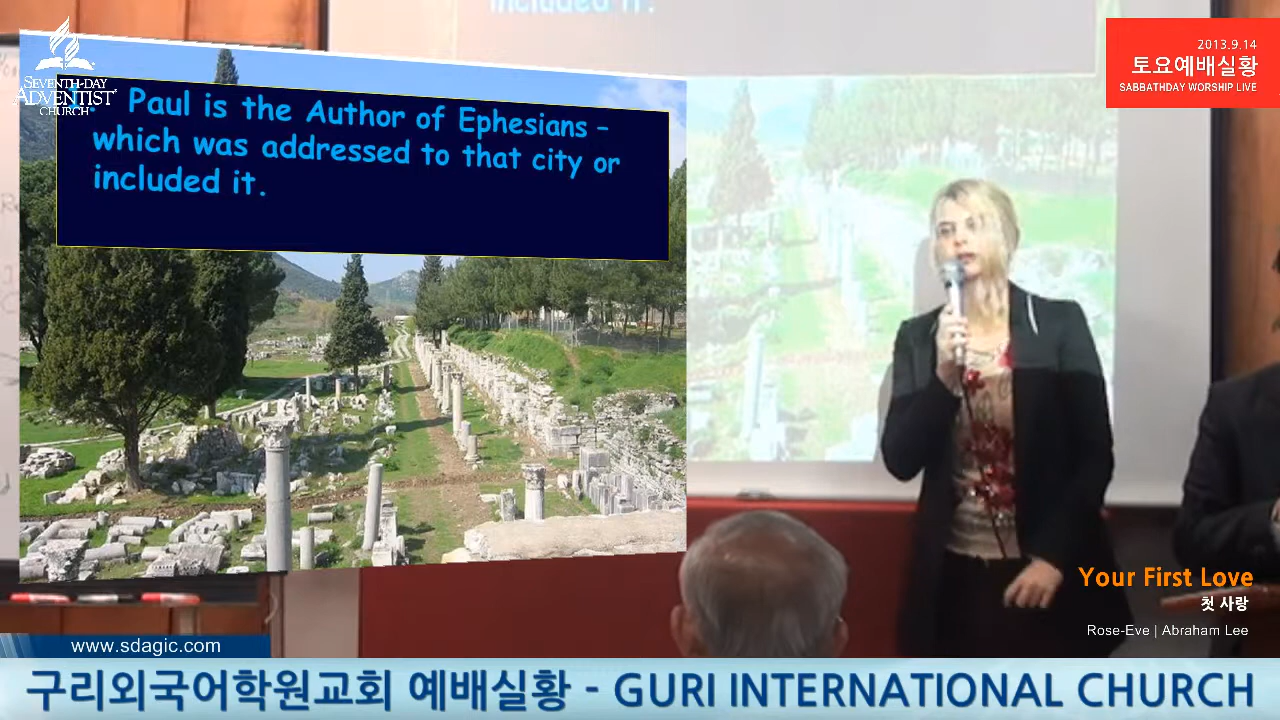 included it.
SEVENTH-DAY
ADVENTIST
CHURCH
Paul is the Author of Ephesians –
which was addressed to that city or
included it.
2013.9.14
토요예배실황
SABBATHDAY WORSHIP LIVE
Your First Love
첫 사랑
Rose-Eve | Abraham Lee
www.sdagic.com
구리외국어학원교회 예배실황 - GURI INTERNATIONAL CHURCH